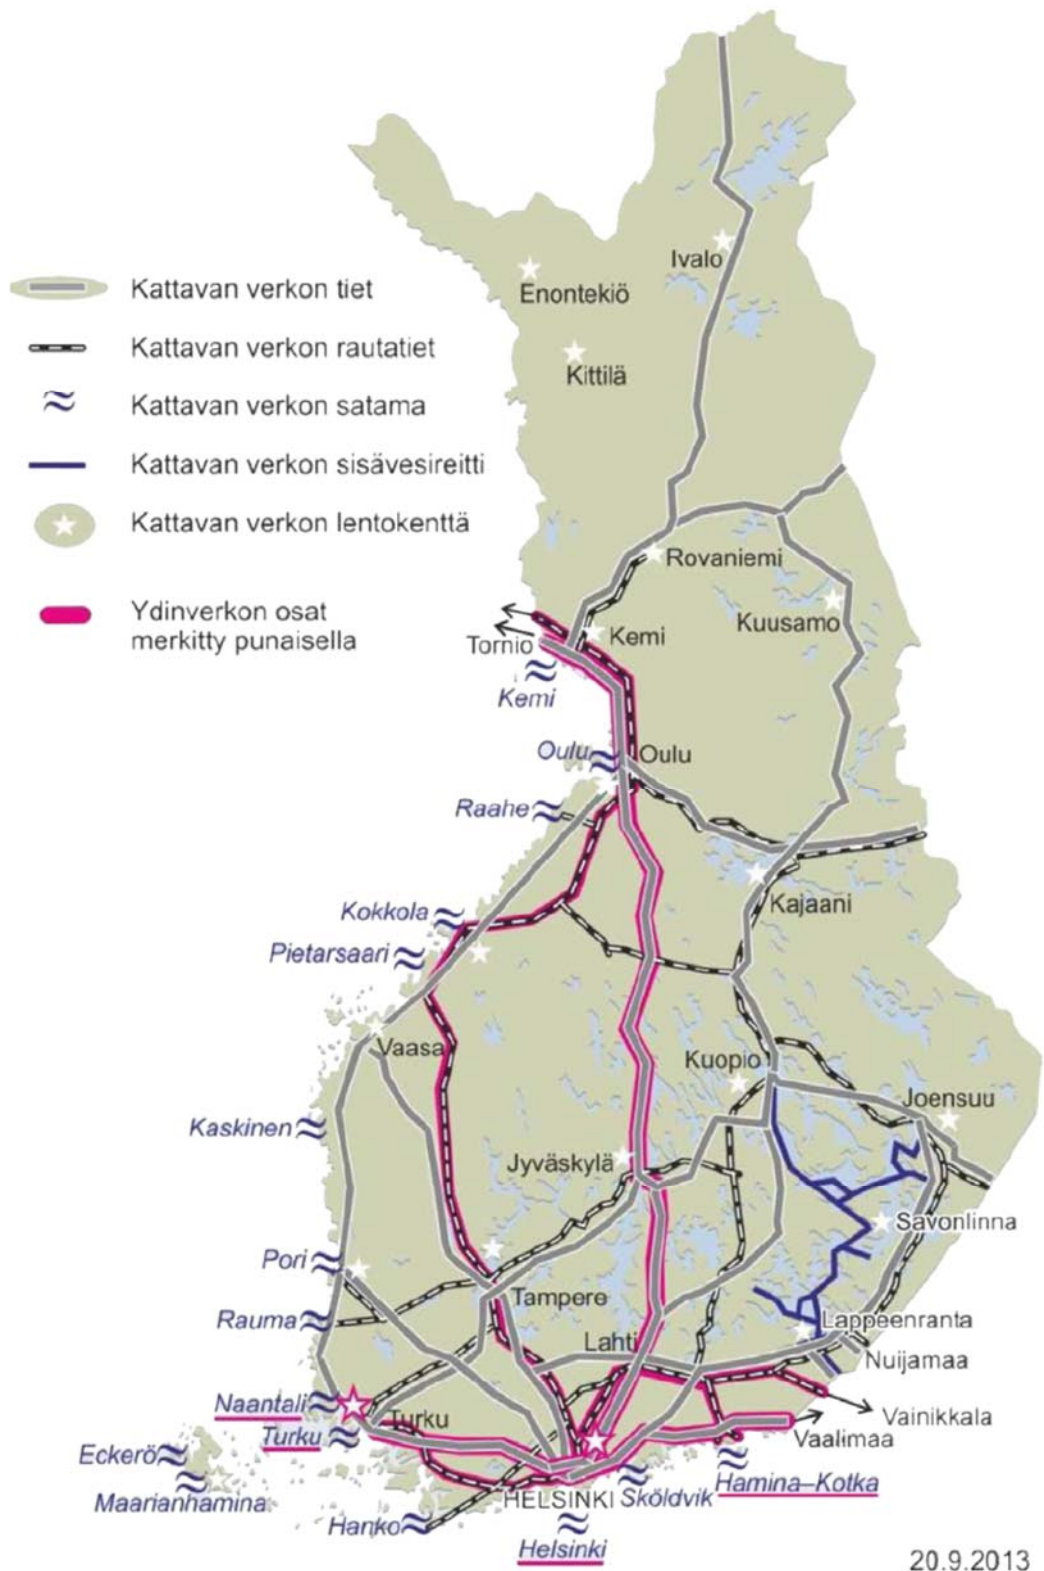 Ivalo
Enontekiö
Kittilä
Kattavan verkon tiet
Kattavan verkon rautatiet
Kattavan verkon satama
Kattavan verkon sisävesireitti
Kattavan verkon lentokenttä
Ydinverkon osat
merkitty punaisella
Rovaniemi
Kuusamo
Tornio
Kemi
Kemi
Oulu
Oulu
Raahe
Kajaani
Kokkola
Pietarsaari
Vaasa
Kuopio
Joensuu
Kaskinen
Jyväskylä
Savonlinna
Pori
Tampere
Rauma
Lappeenranta
Lahti
Nuijamaa
Naantali
Turku
Turku
Vainikkala
Vaalimaa
Eckerö
Maarianhamina
Hanko
HELSINKI
Sköldvik
Hamina–Kotka
Helsinki
20.9.2013